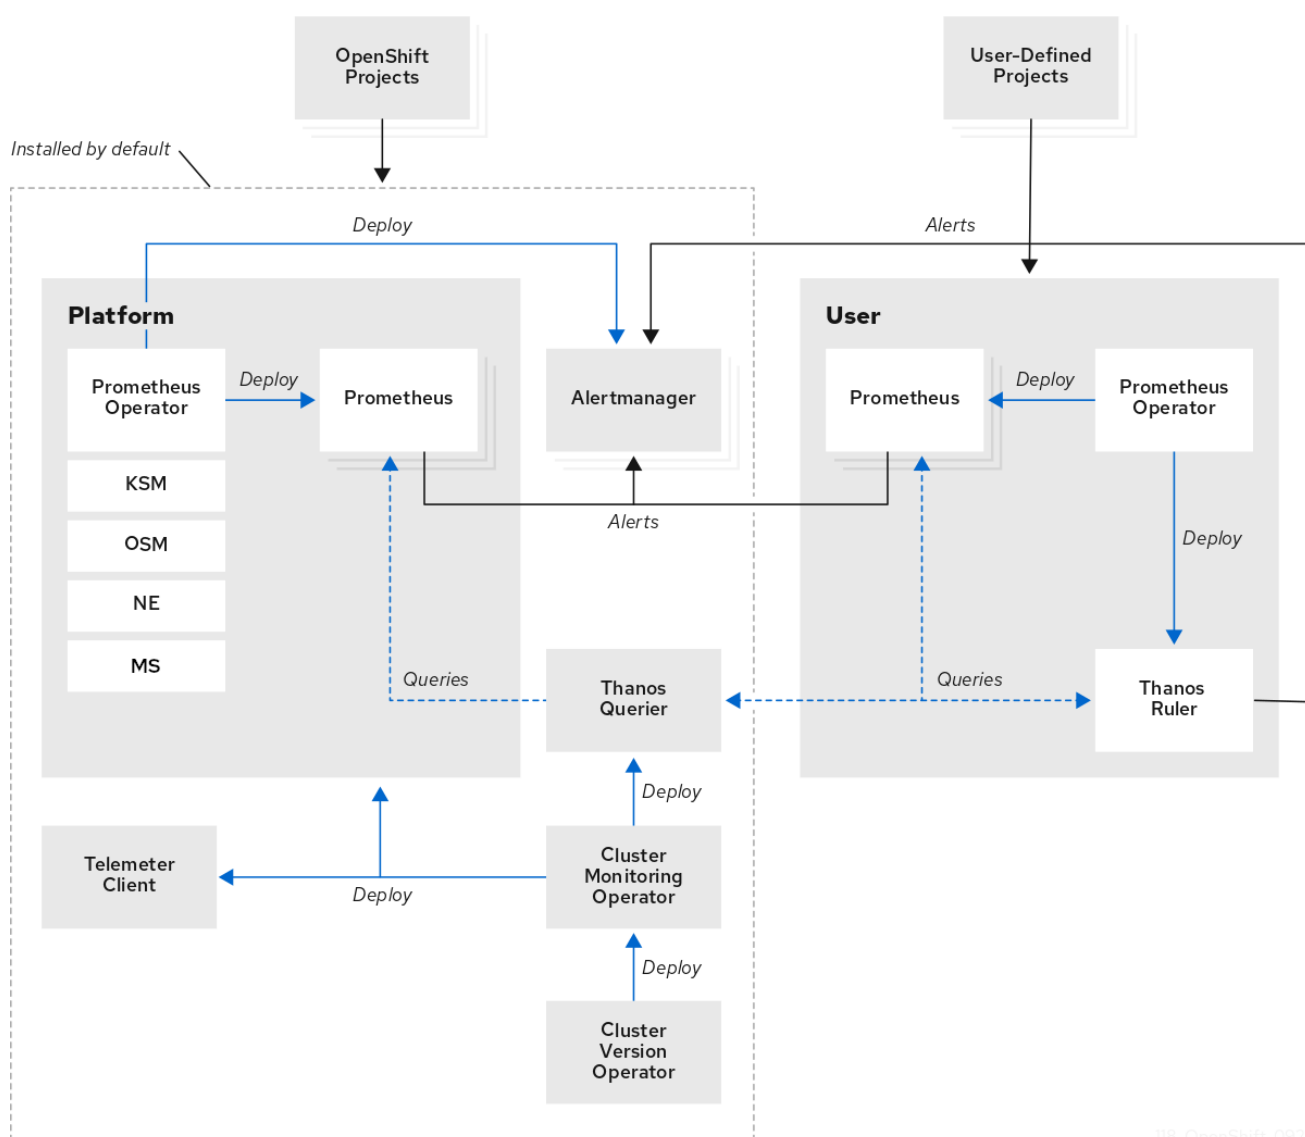 OpenShift
Projects
User-Defined
Projects
Installed by default
Deploy
Alerts
Platform
User
Prometheus
Operator
Deploy
Prometheus
Alertmanager
Prometheus
Deploy
Prometheus
Operator
KSM
OSM
NE
MS
Alerts
Deploy
Queries
Thanos
Querier
Queries
Thanos
Ruler
Deploy
Telemeter
Client
Deploy
Cluster
Monitoring
Operator
Deploy
Cluster
Version
Operator